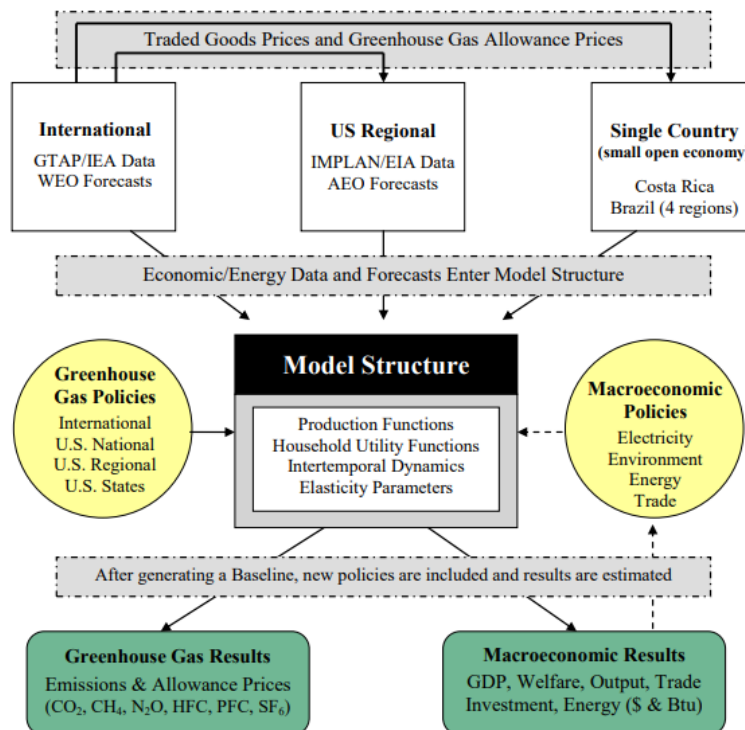 Traded Goods Prices and Greenhouse Gas Allowance Prices
International
GTAP/IEA Data
WEO Forecasts
US Regional
IMPLAN/EIA Data
AEO Forecasts
Single Country
(small open economy)
Costa Rica
Brazil (4 regions)
Economic/Energy Data and Forecasts Enter Model Structure
Greenhouse
Gas Policies
International
U.S. National
U.S. Regional
U.S. States
Model Structure
Production Functions
Household Utility Functions
Intertemporal Dynamics
Elasticity Parameters
Macroeconomic
Policies
Electricity
Environment
Energy
Trade
After generating a Baseline, new policies are included and results are estimated
Greenhouse Gas Results
Emissions & Allowance Prices
(CO₂, CH₄, N₂O, HFC, PFC, SF₆)
Macroeconomic Results
GDP, Welfare, Output, Trade
Investment, Energy ($ & Btu)